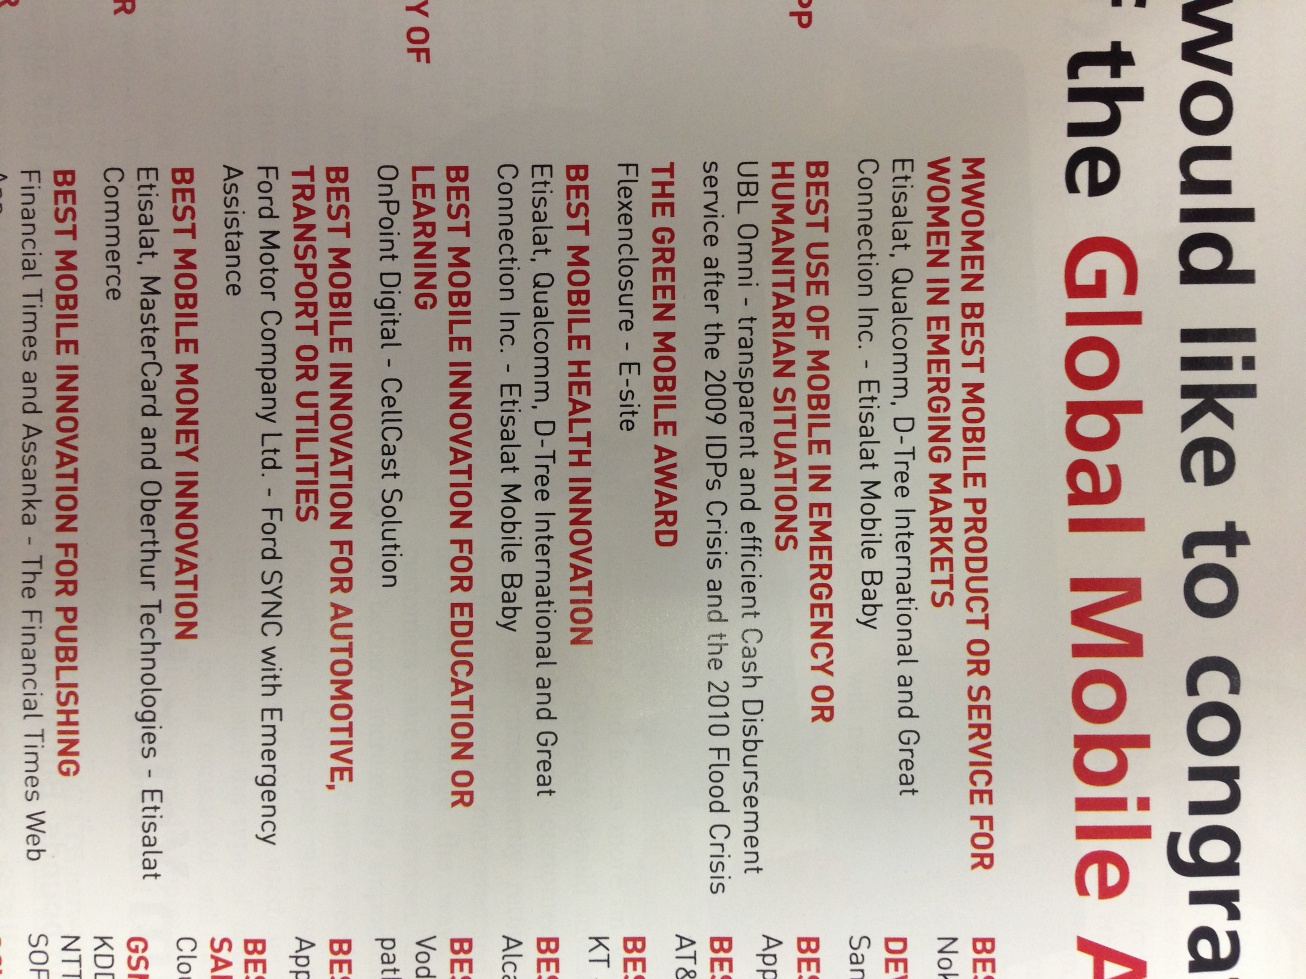 would like to congra
f the Global Mobile A
PP
Y OF
R
R
MWOMEN BEST MOBILE PRODUCT OR SERVICE FOR
WOMEN IN EMERGING MARKETS
Etisalat, Qualcomm, D-Tree International and Great
Connection Inc. - Etisalat Mobile Baby
BEST USE OF MOBILE IN EMERGENCY OR
HUMANITARIAN SITUATIONS
UBL Omni - transparent and efficient Cash Disbursement
service after the 2009 IDPs Crisis and the 2010 Flood Crisis
THE GREEN MOBILE AWARD
Flexenclosure - E-site
BEST MOBILE HEALTH INNOVATION
Etisalat, Qualcomm, D-Tree International and Great
Connection Inc. - Etisalat Mobile Baby
BEST MOBILE INNOVATION FOR EDUCATION OR
LEARNING
OnPoint Digital - CellCast Solution
BEST MOBILE INNOVATION FOR AUTOMOTIVE,
TRANSPORT OR UTILITIES
Ford Motor Company Ltd. - Ford SYNC with Emergency
Assistance
BEST MOBILE MONEY INNOVATION
Etisalat, MasterCard and Oberthur Technologies - Etisalat
Commerce
BEST MOBILE INNOVATION FOR PUBLISHING
Financial Times and Assanka - The Financial Times Web
App
BES
Nok
DEV
Sam
BES
App
BES
AT&
BES
KT
BES
Alca
BES
Vod
path
BES
App
BES
SAI
Clou
GSM
KDD
NTT
SOF